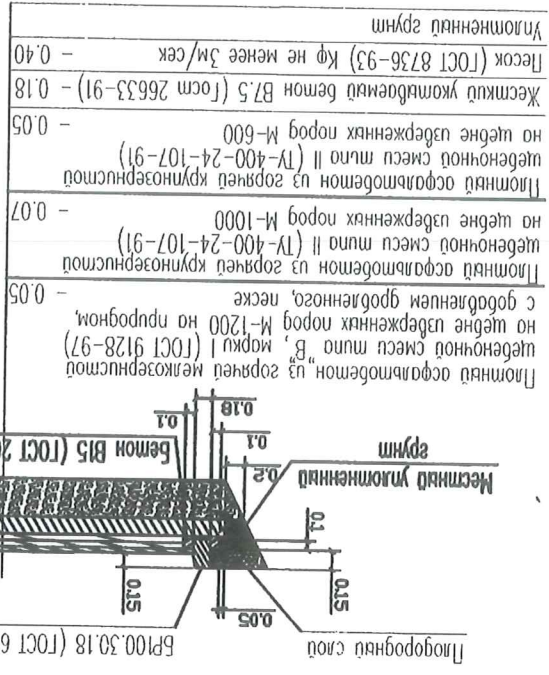 Плодородный слой
БР100.30.18 (ГОСТ 6
0.05
0.15
0.15
0.1
Местный уплотненный
грунт
0.2
0.1
0.18
0.1
Бетон В15 (ГОСТ 2
Плотный асфальтобетон из горячей мелкозернистой
щебеночной смеси типа "В", марки I (ГОСТ 9128-97)
на щебне изверженных пород М-1200 на природном,
с добавлением дробленного, песке - 0.05
Плотный асфальтобетон из горячей крупнозернистой
щебеночной смеси типа II (ТУ-400-24-107-91)
на щебне изверженных пород М-1000 - 0.07
Плотный асфальтобетон из горячей крупнозернистой
щебеночной смеси типа II (ТУ-400-24-107-91)
на щебне изверженных пород М-600 - 0.05
Жесткий укатываемый бетон В7.5 (Гост 26633-91) - 0.18
Песок (ГОСТ 8736-93) Кф не менее 3м/сек - 0.40
Уплотненный грунт